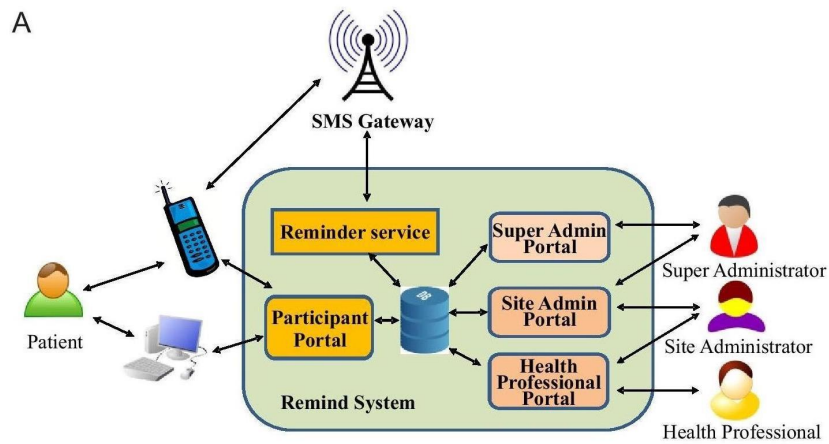 A
SMS Gateway
Reminder service
Super Admin
Portal
Super Administrator
DB
Participant
Portal
Site Admin
Portal
Patient
Site Administrator
Health
Professional
Portal
Remind System
Health Professional